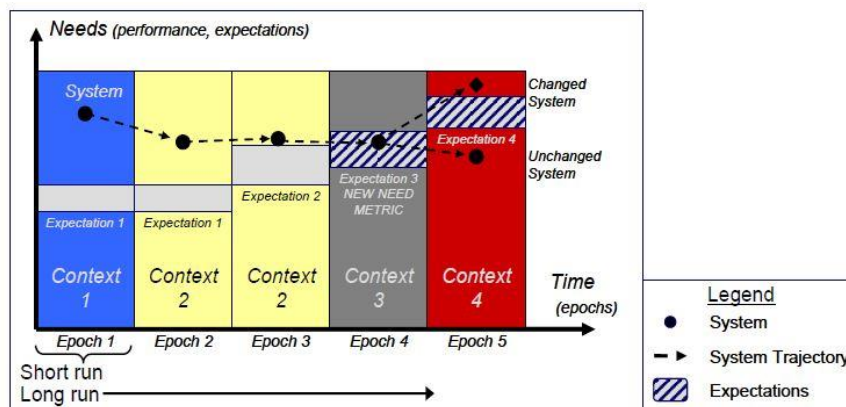 Needs (performance, expectations)
System
Changed
System
Unchanged
System
Expectation 1
Expectation 1
Expectation 2
Expectation 3
NEW NEED
METRIC
Expectation 4
Context
1
Context
2
Context
2
Context
3
Context
4
Time
(epochs)
Epoch 1
Epoch 2
Epoch 3
Epoch 4
Epoch 5
Short run
Long run
Legend
System
System Trajectory
Expectations